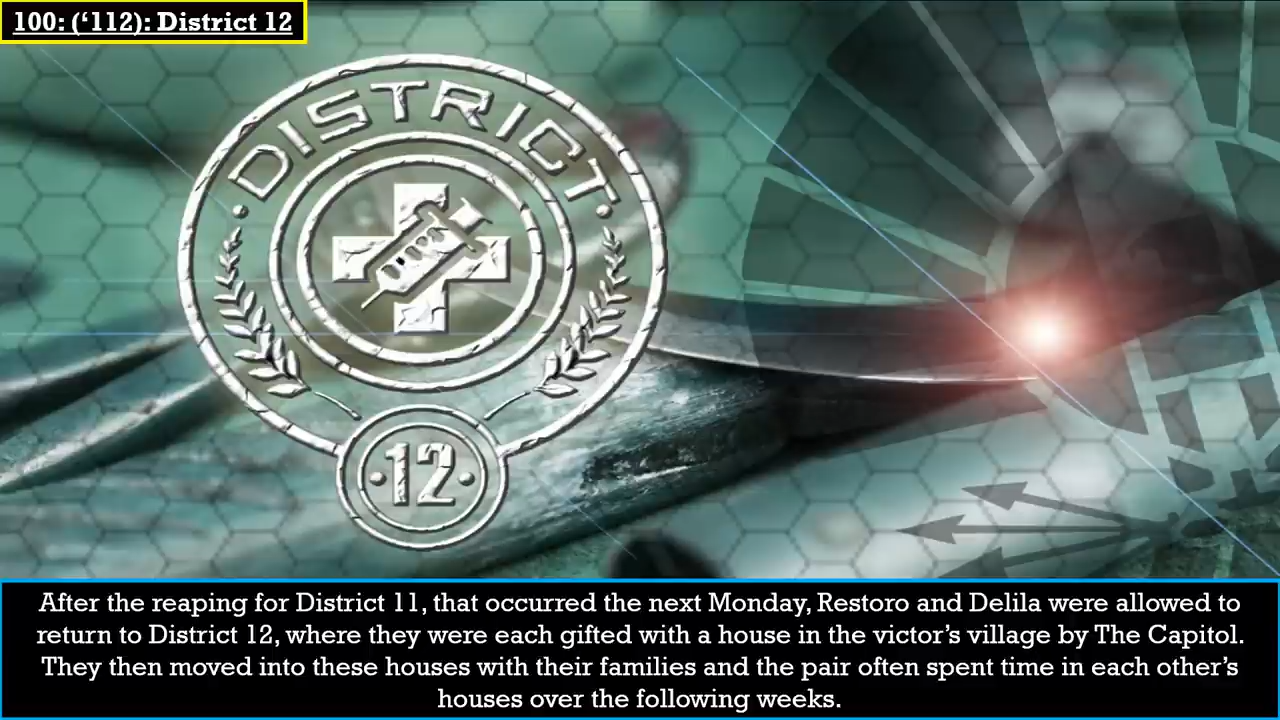 100: (‘112): District 12
DISTRICT
12
After the reaping for District 11, that occurred the next Monday, Restoro and Delila were allowed to
return to District 12, where they were each gifted with a house in the victor’s village by The Capitol.
They then moved into these houses with their families and the pair often spent time in each other’s
houses over the following weeks.